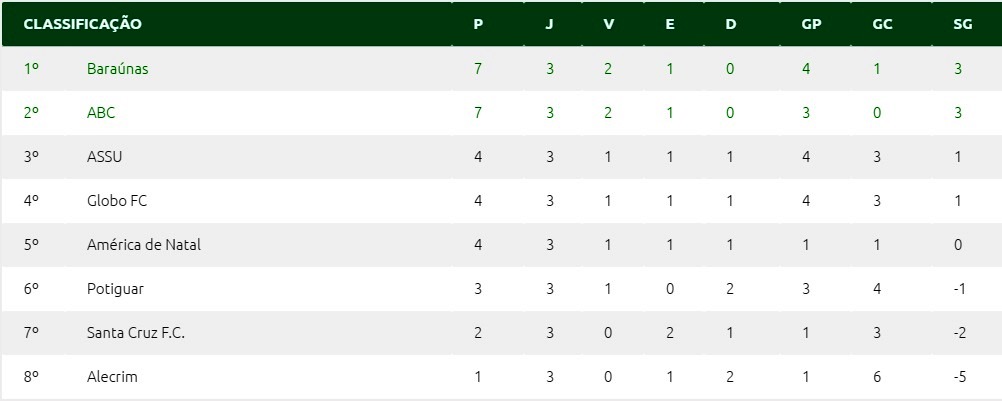 CLASSIFICAÇÃO P J V E D GP GC SG
1º Baraúnas 7 3 2 1 0 4 1 3
2º ABC 7 3 2 1 0 3 0 3
3º ASSU 4 3 1 1 1 4 3 1
4º Globo FC 4 3 1 1 1 4 3 1
5º América de Natal 4 3 1 1 1 1 1 0
6º Potiguar 3 3 1 0 2 3 4 -1
7º Santa Cruz F.C. 2 3 0 2 1 1 3 -2
8º Alecrim 1 3 0 1 2 1 6 -5